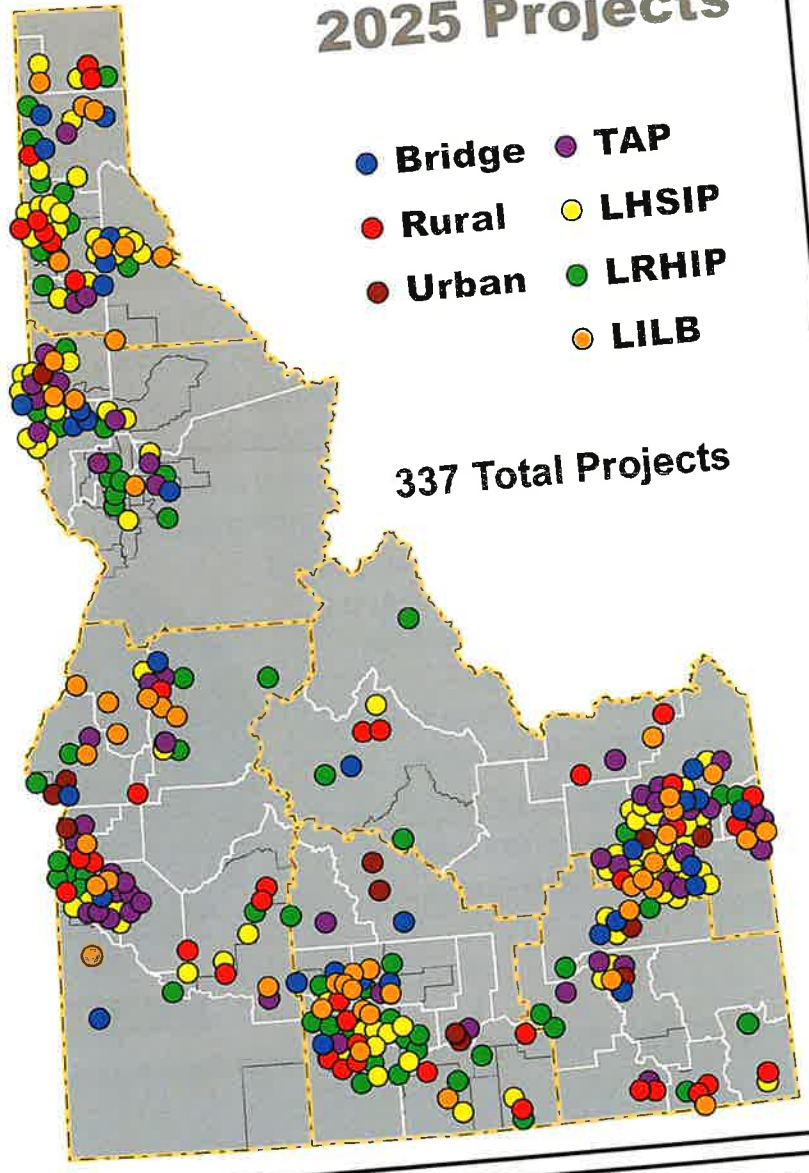 2025 Projects
Bridge
TAP
Rural
LHSIP
Urban
LRHIP
LILB
337 Total Projects